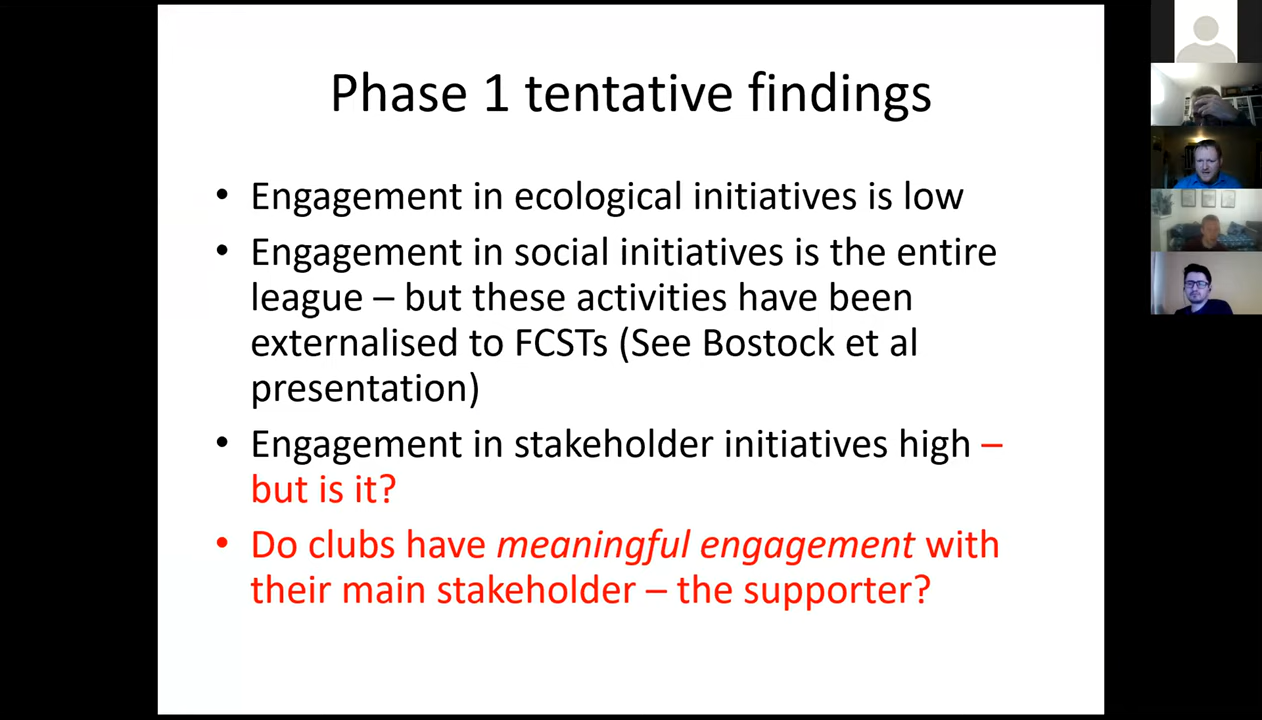 Phase 1 tentative findings
• Engagement in ecological initiatives is low
• Engagement in social initiatives is the entire
league – but these activities have been
externalised to FCSTs (See Bostock et al
presentation)
• Engagement in stakeholder initiatives high –
but is it?
• Do clubs have meaningful engagement with
their main stakeholder – the supporter?